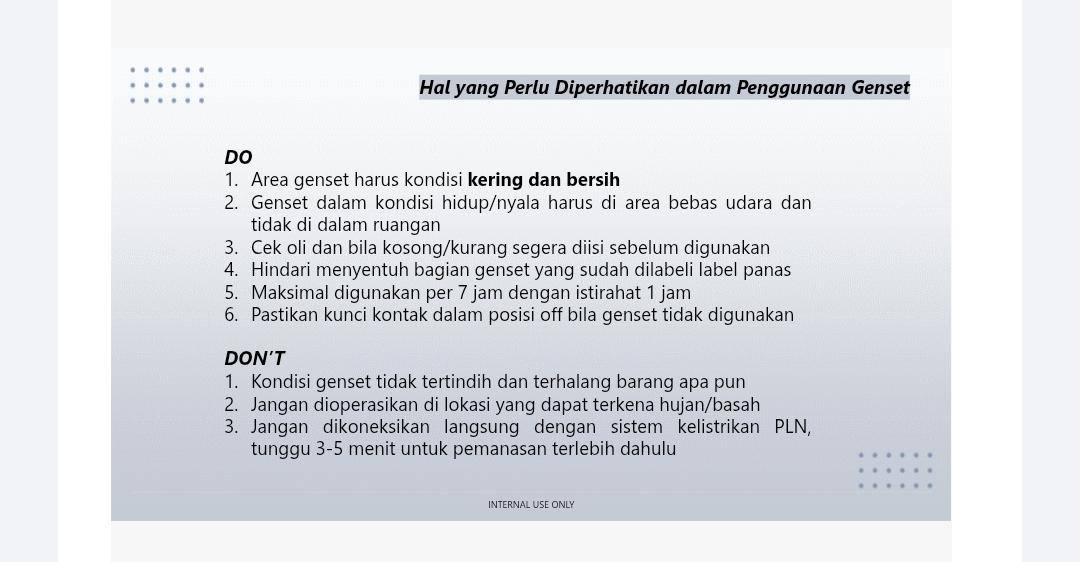 Hal yang Perlu Diperhatikan dalam Penggunaan Genset
DO
1. Area genset harus kondisi kering dan bersih
2. Genset dalam kondisi hidup/nyala harus di area bebas udara dan
tidak di dalam ruangan
3. Cek oli dan bila kosong/kurang segera diisi sebelum digunakan
4. Hindari menyentuh bagian genset yang sudah dilabeli label panas
5. Maksimal digunakan per 7 jam dengan istirahat 1 jam
6. Pastikan kunci kontak dalam posisi off bila genset tidak digunakan
DON'T
1. Kondisi genset tidak tertindih dan terhalang barang apa pun
2. Jangan dioperasikan di lokasi yang dapat terkena hujan/basah
3. Jangan dikoneksikan langsung dengan sistem kelistrikan PLN,
tunggu 3-5 menit untuk pemanasan terlebih dahulu
INTERNAL USE ONLY